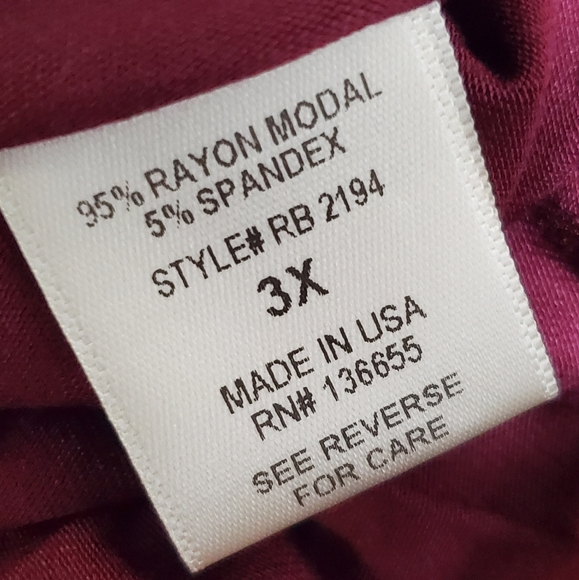 95% RAYON MODAL
5% SPANDEX
STYLE# RB 2194
3X
MADE IN USA
RN# 136655
SEE REVERSE
FOR CARE